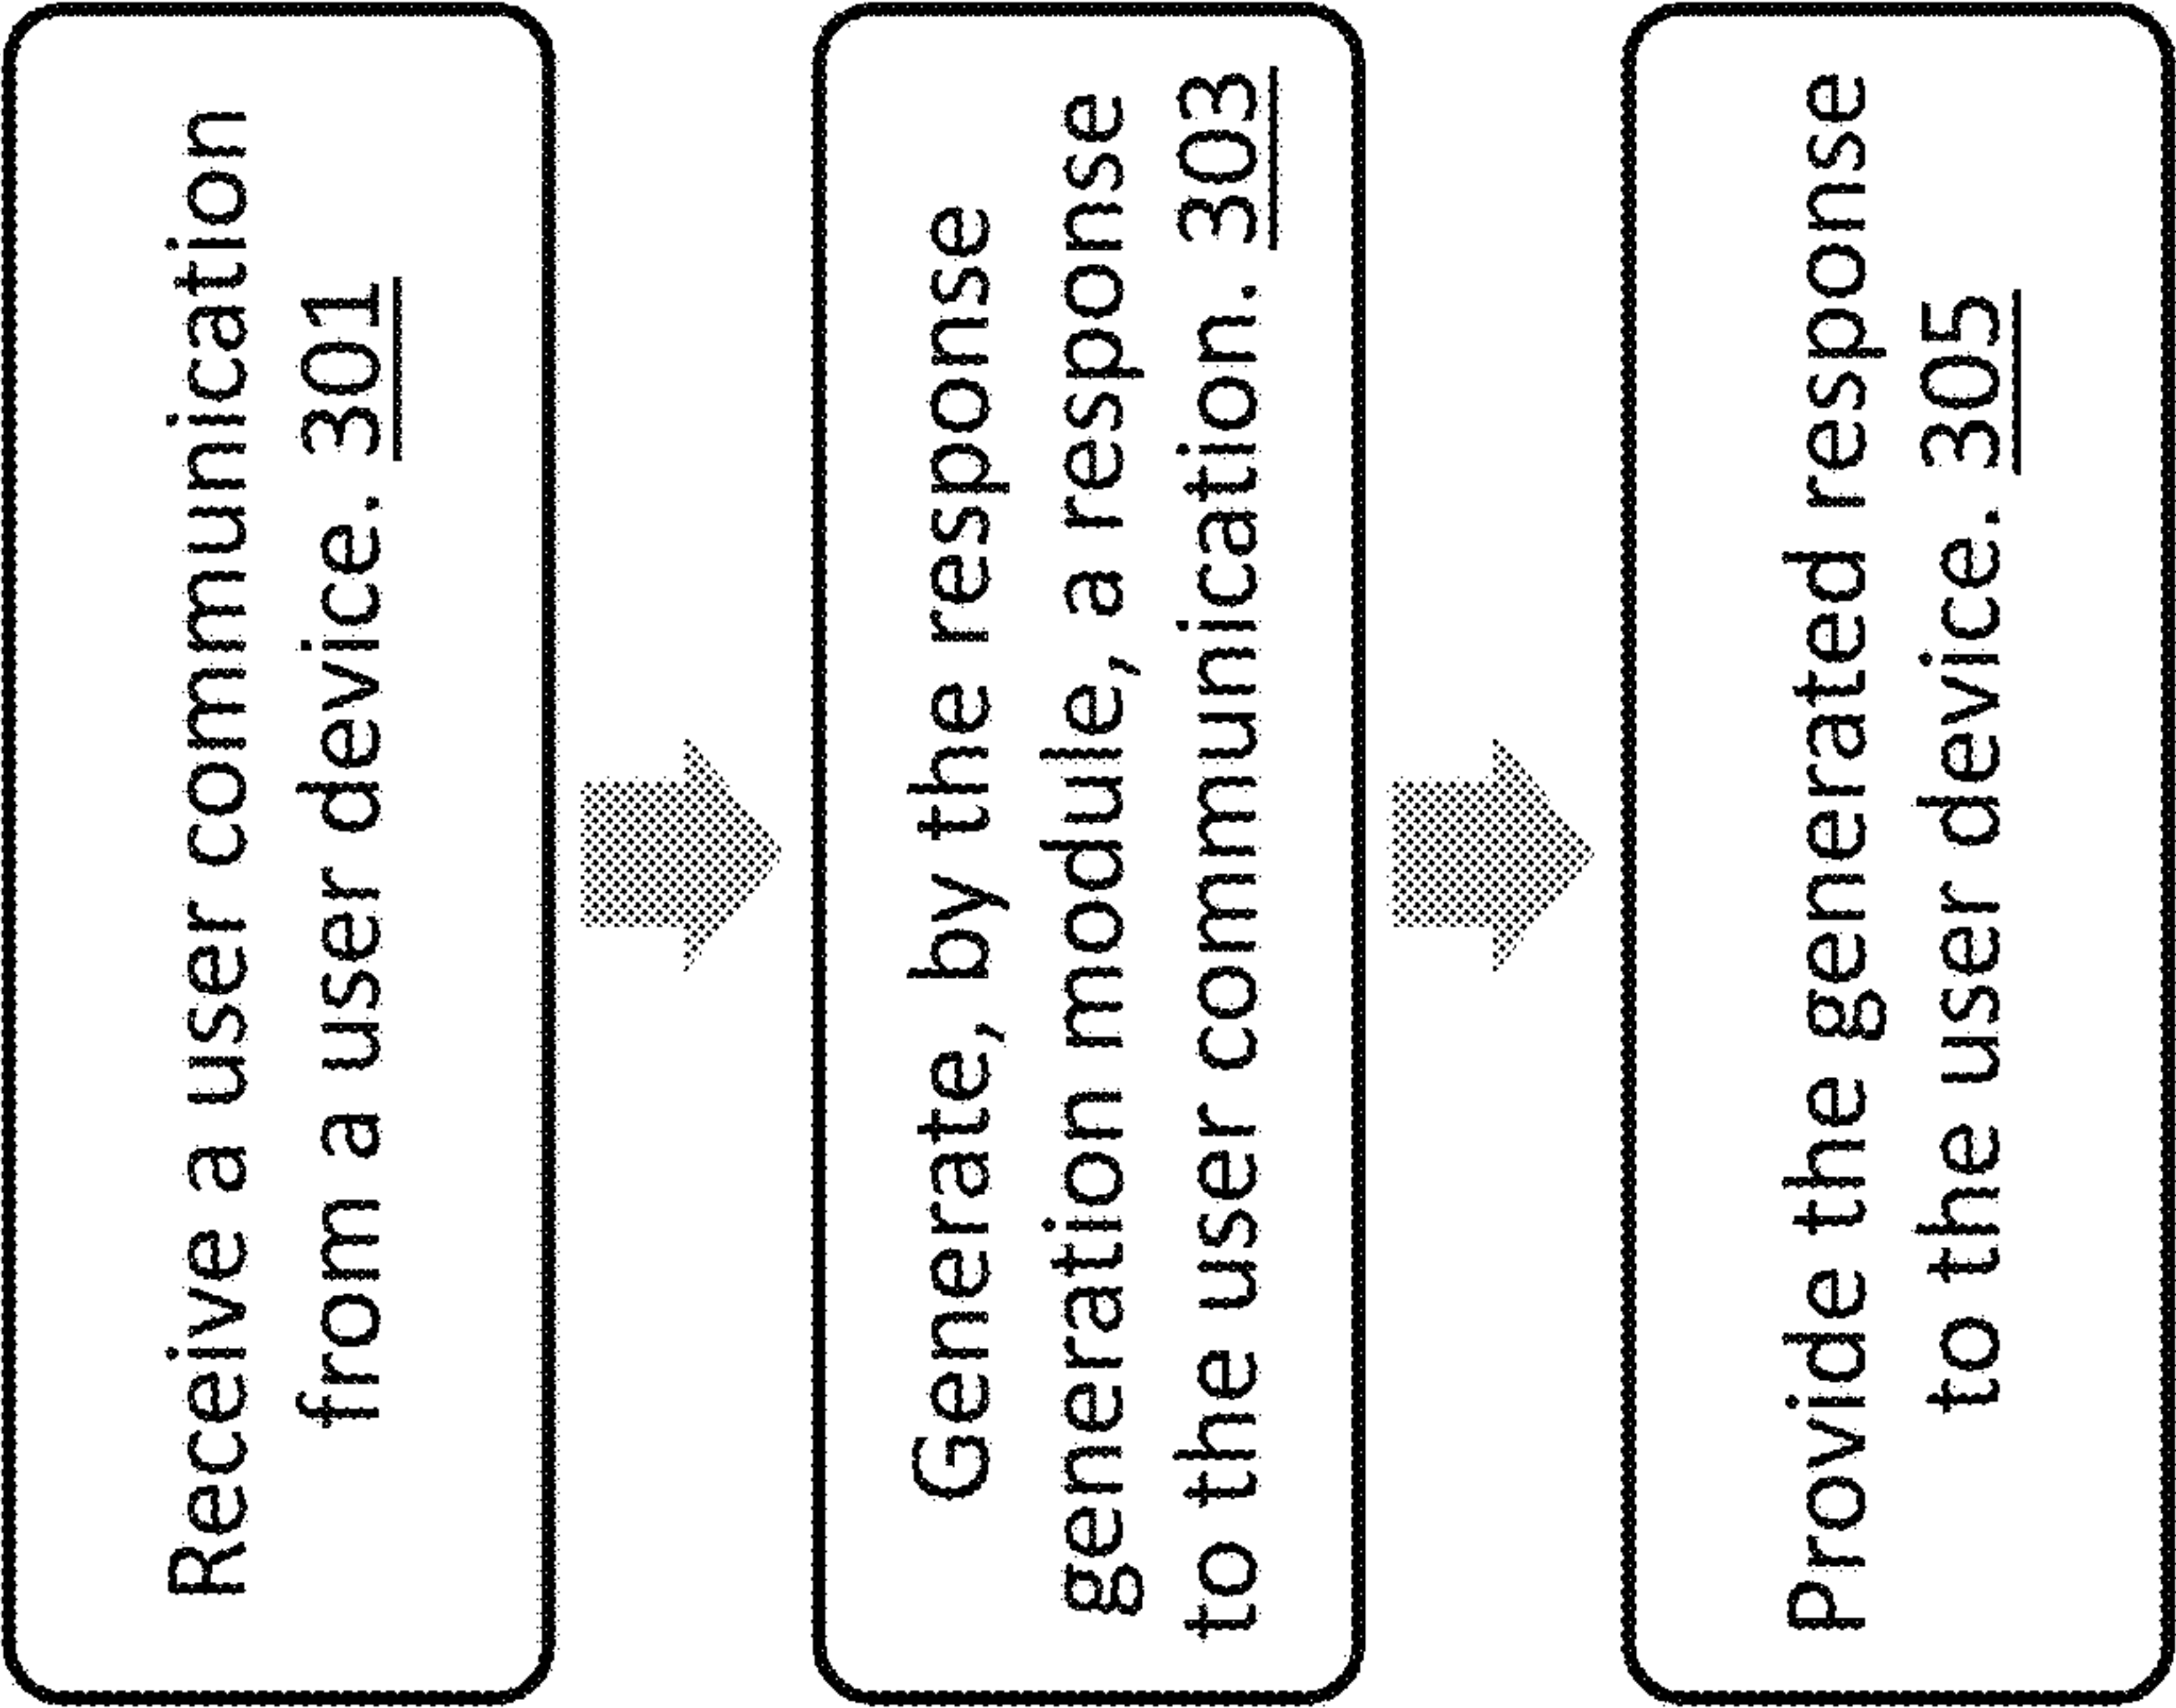 Receive a user communication
from a user device. 301
Generate, by the response
generation module, a response
to the user communication. 303
Provide the generated response
to the user device. 305